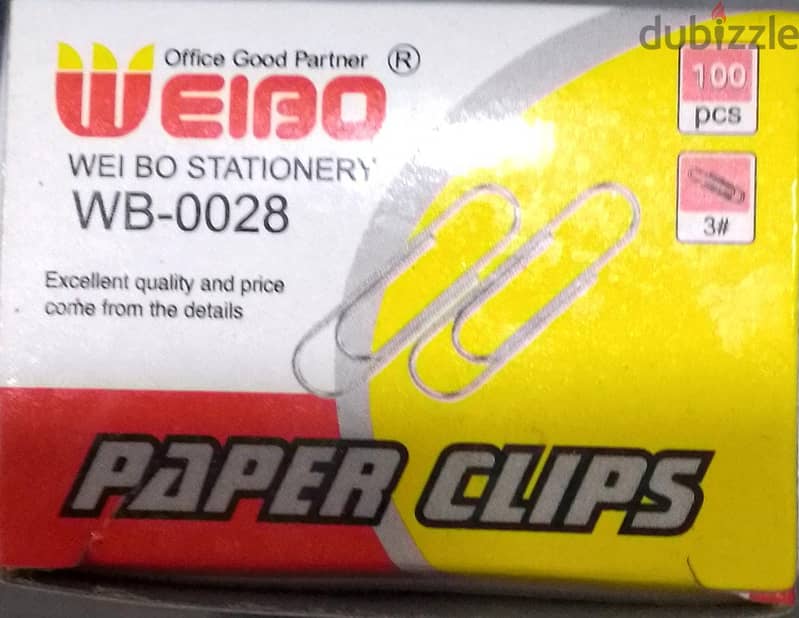 dubizzle
Office Good Partner ®
WEIBO
WEI BO STATIONERY
WB-0028
Excellent quality and price
come from the details
100
pcs
3#
PAPER CLIPS